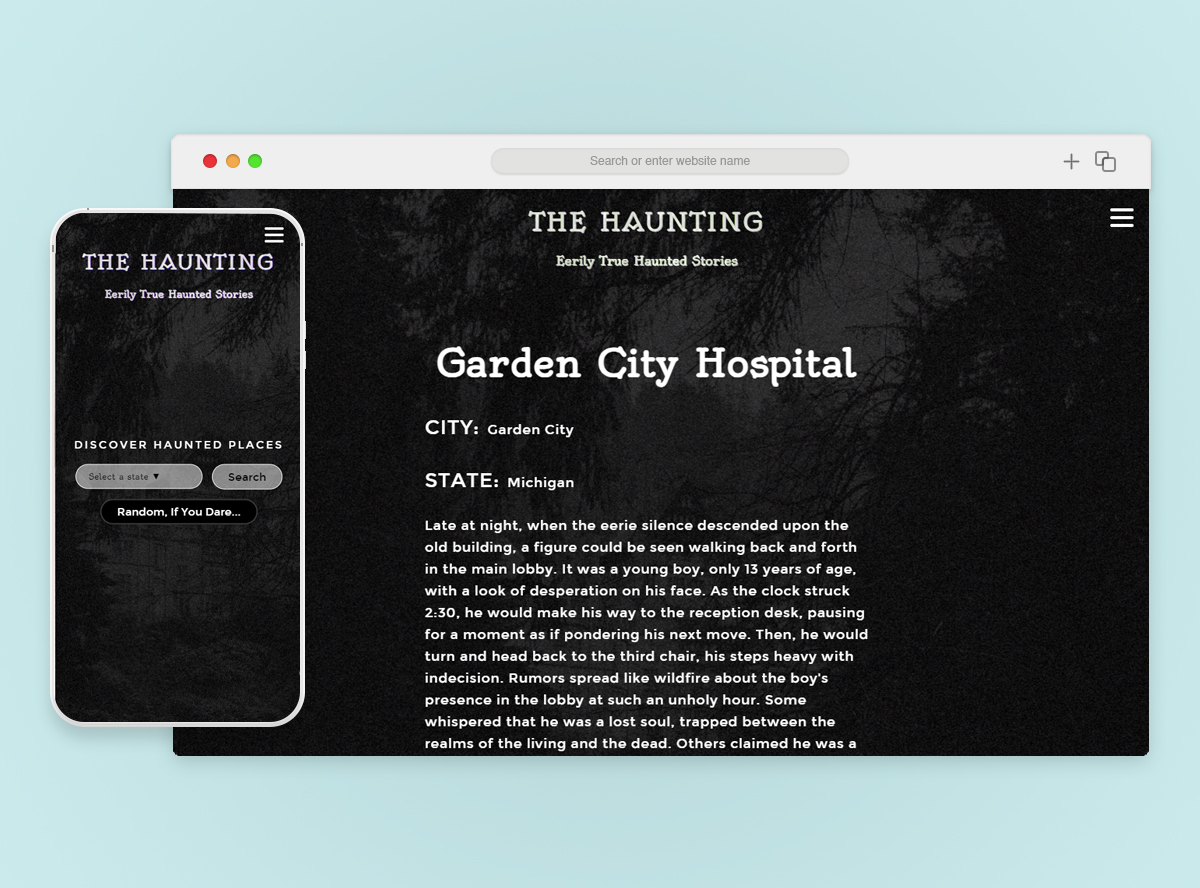 Search or enter website name
THE HAUNTING
Eerily True Haunted Stories
Garden City Hospital
CITY: Garden City
STATE: Michigan
Late at night, when the eerie silence descended upon the
old building, a figure could be seen walking back and forth
in the main lobby. It was a young boy, only 13 years of age,
with a look of desperation on his face. As the clock struck
2:30, he would make his way to the reception desk, pausing
for a moment as if pondering his next move. Then, he would
turn and head back to the third chair, his steps heavy with
indecision. Rumors spread like wildfire about the boy's
presence in the lobby at such an unholy hour. Some
whispered that he was a lost soul, trapped between the
realms of the living and the dead. Others claimed he was a
THE HAUNTING
Eerily True Haunted Stories
DISCOVER HAUNTED PLACES
Select a state ▼ Search
Random, If You Dare...